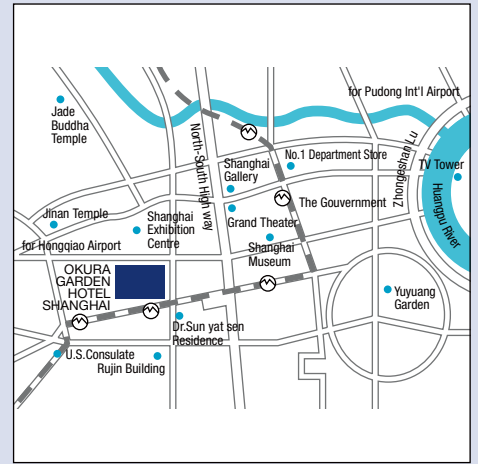 for Pudong Int'l Airport
Jade
Buddha
Temple
North-South High way
No.1 Department Store
Zhongeshan Lu
Shanghai
Gallery
TV Tower
Huangpu River
The Gouvernment
Jinan Temple
Shanghai
Exhibition
Centre
Grand Theater
for Hongqiao Airport
Shanghai
Museum
OKURA
GARDEN
HOTEL
SHANGHAI
Yuyuang
Garden
Dr.Sun yat sen
Residence
U.S.Consulate
Rujin Building